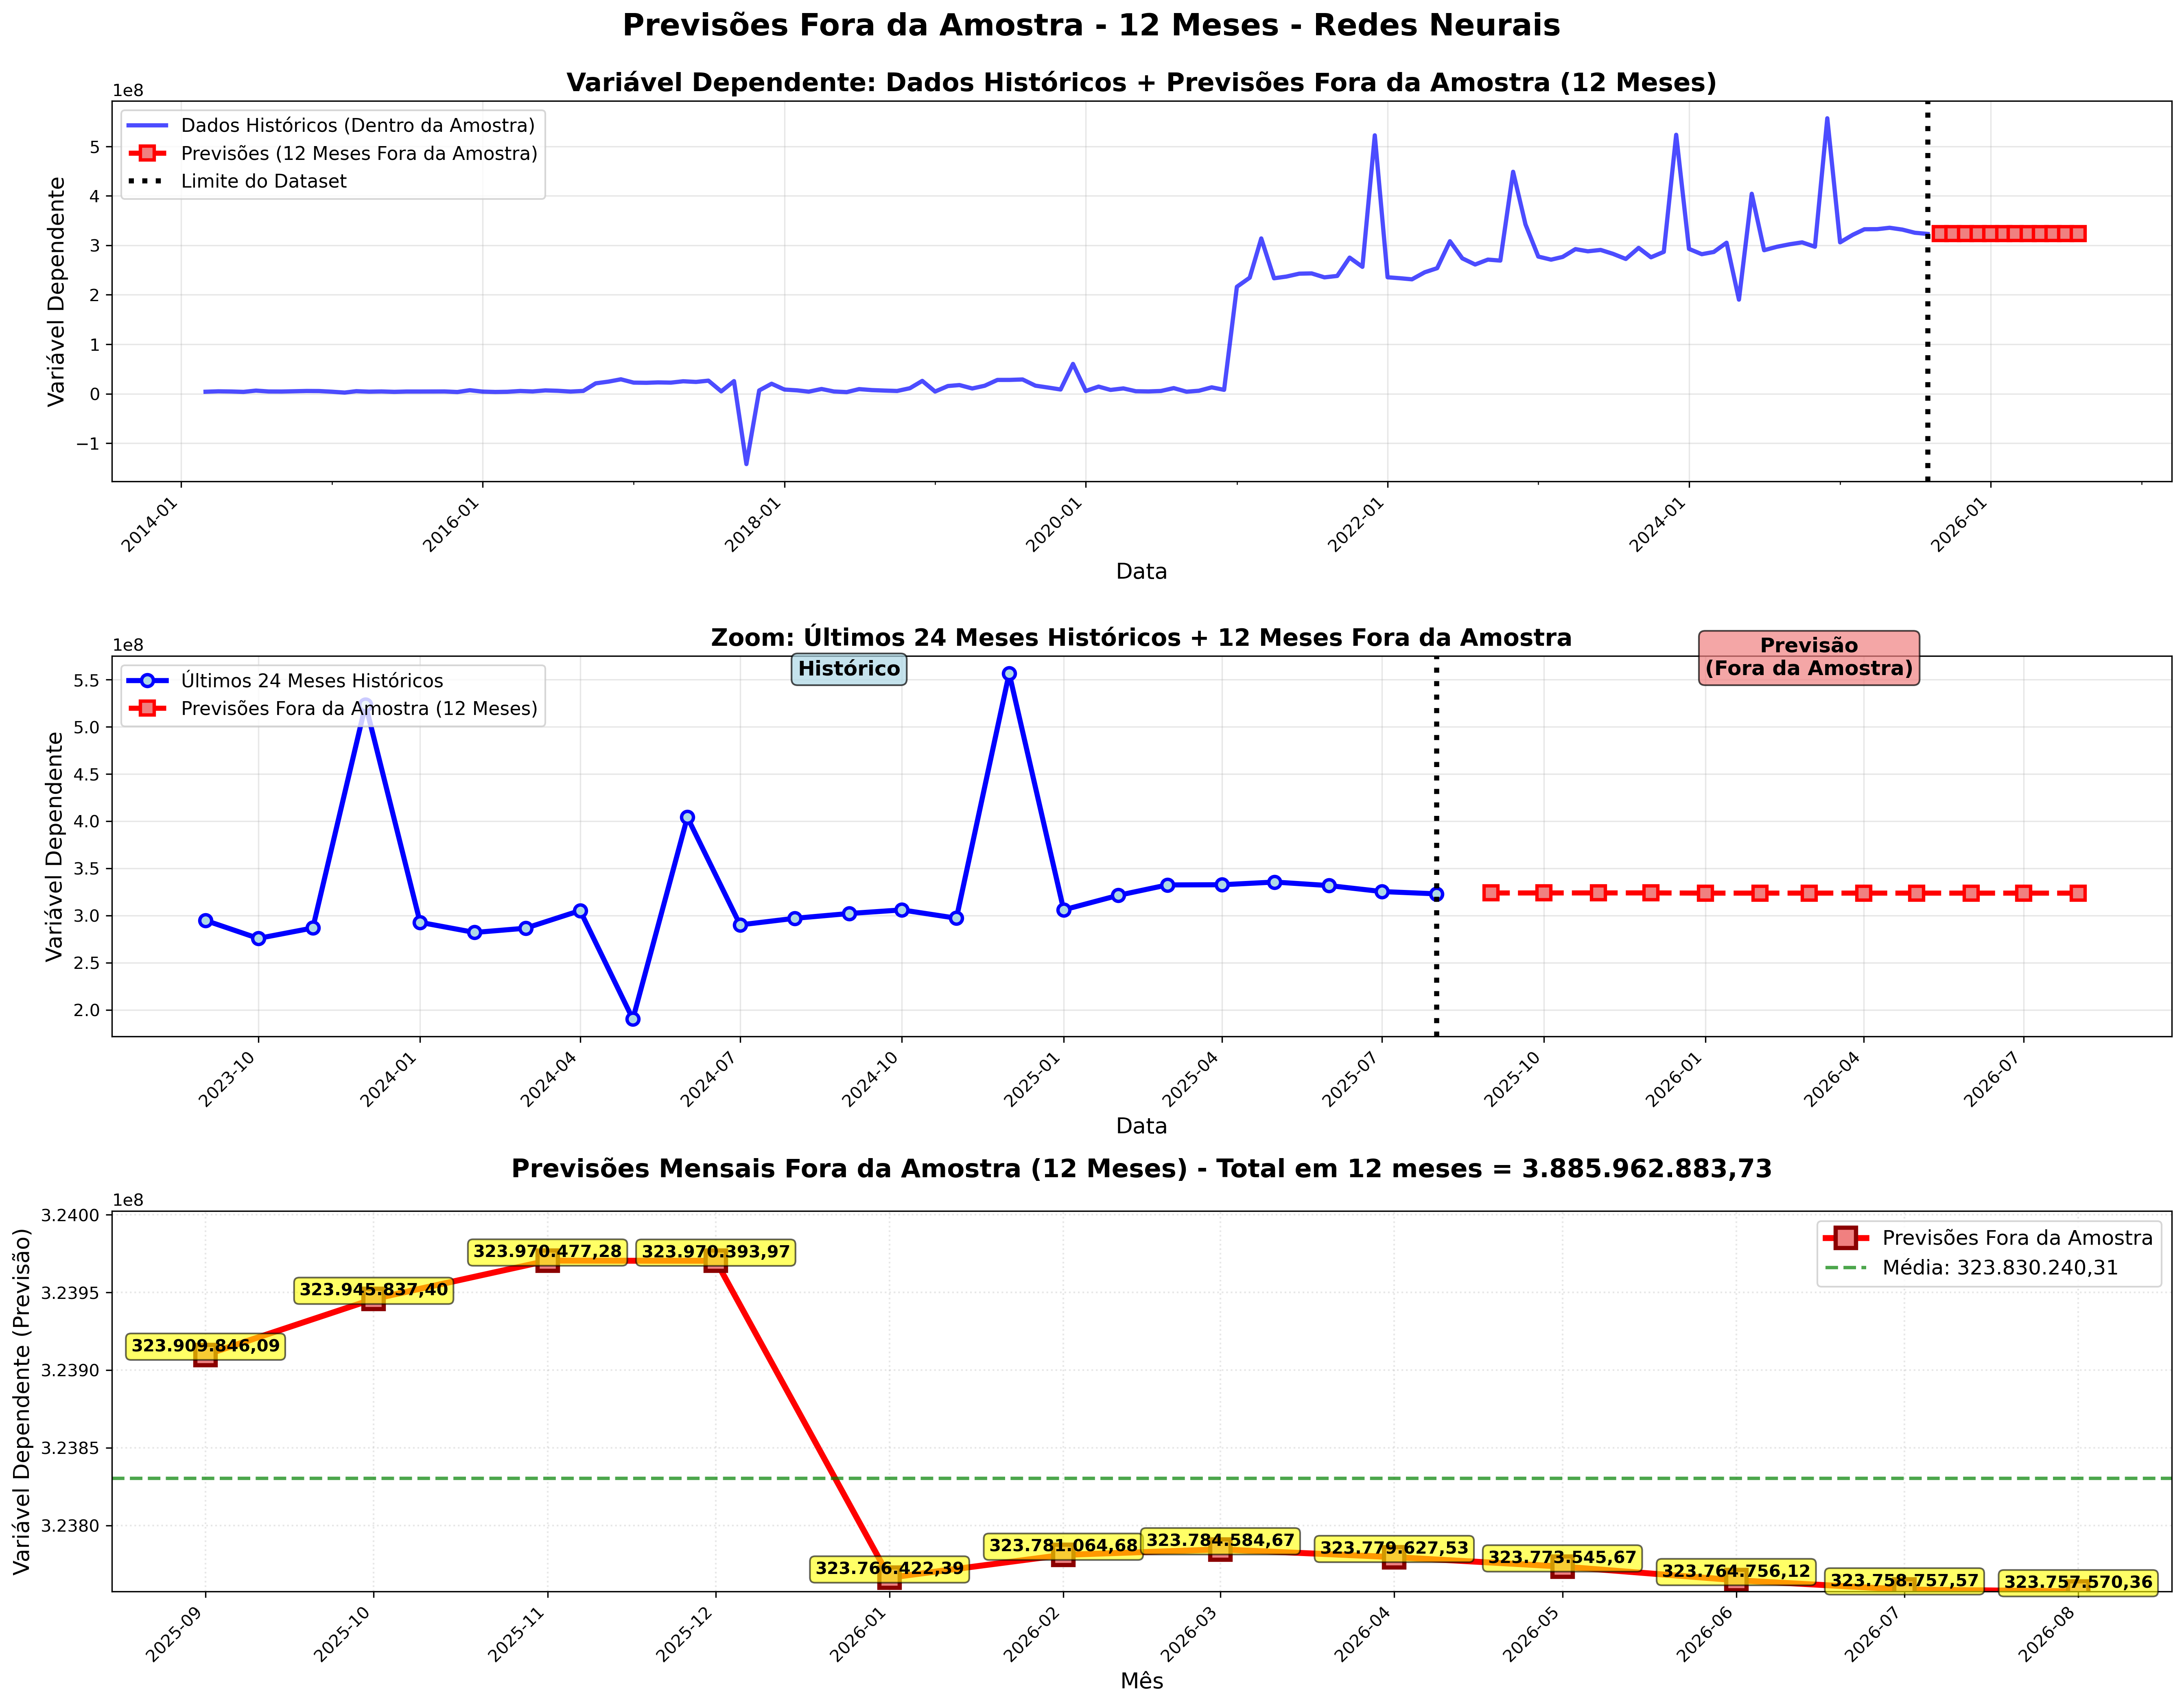 Previsões Fora da Amostra - 12 Meses - Redes Neurais
Variável Dependente: Dados Históricos + Previsões Fora da Amostra (12 Meses)
1e8
Dados Históricos (Dentro da Amostra)
Previsões (12 Meses Fora da Amostra)
Limite do Dataset
Variável Dependente
5
4
3
2
1
0
−1
2014-01
2016-01
2018-01
2020-01
2022-01
2024-01
2026-01
Data
Zoom: Últimos 24 Meses Históricos + 12 Meses Fora da Amostra
1e8
Últimos 24 Meses Históricos
Previsões Fora da Amostra (12 Meses)
Histórico
Previsão
(Fora da Amostra)
Variável Dependente
5.5
5.0
4.5
4.0
3.5
3.0
2.5
2.0
2023-10
2024-01
2024-04
2024-07
2024-10
2025-01
2025-04
2025-07
2025-10
2026-01
2026-04
2026-07
Data
Previsões Mensais Fora da Amostra (12 Meses) - Total em 12 meses = 3.885.962.883,73
1e8
Previsões Fora da Amostra
Média: 323.830.240,31
Variável Dependente (Previsão)
3.2400
3.2395
3.2390
3.2385
3.2380
323.909.846,09
323.945.837,40
323.970.477,28
323.970.393,97
323.766.422,39
323.781.064,68
323.784.584,67
323.779.627,53
323.773.545,67
323.764.756,12
323.758.757,57
323.757.570,36
2025-09
2025-10
2025-11
2025-12
2026-01
2026-02
2026-03
2026-04
2026-05
2026-06
2026-07
2026-08
Mês